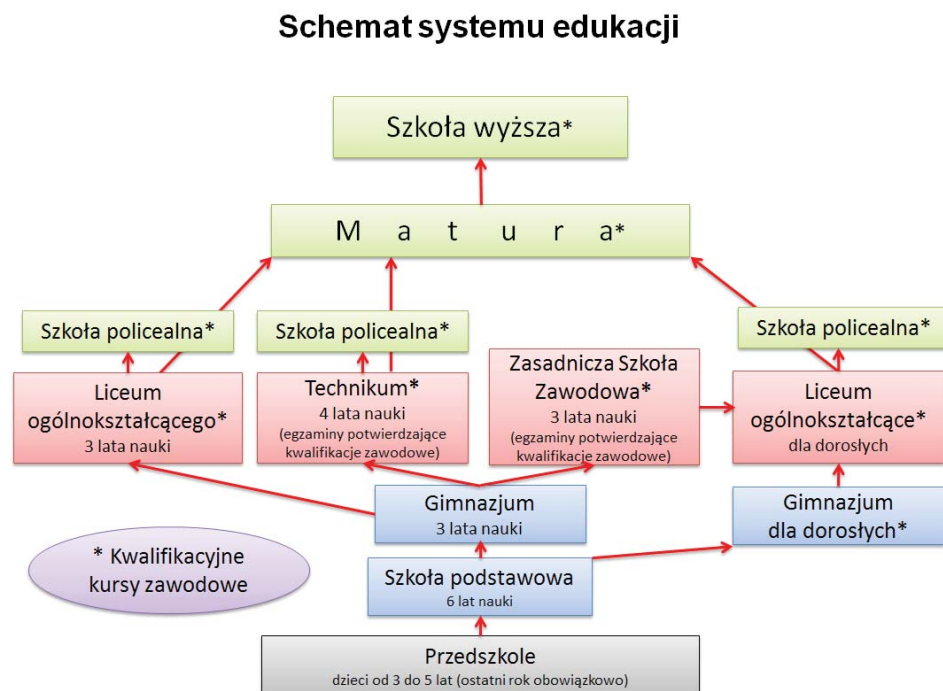 Schemat systemu edukacji
Szkoła wyższa*
M a t u r a*
Szkoła policealna*
Szkoła policealna*
Szkoła policealna*
Liceum
ogólnokształcącego*
3 lata nauki
Technikum*
4 lata nauki
(egzaminy potwierdzające
kwalifikacje zawodowe)
Zasadnicza Szkoła
Zawodowa*
3 lata nauki
(egzaminy potwierdzające
kwalifikacje zawodowe)
Liceum
ogólnokształcące*
dla dorosłych
Gimnazjum
3 lata nauki
Gimnazjum
dla dorosłych*
* Kwalifikacyjne
kursy zawodowe
Szkoła podstawowa
6 lat nauki
Przedszkole
dzieci od 3 do 5 lat (ostatni rok obowiązkowo)